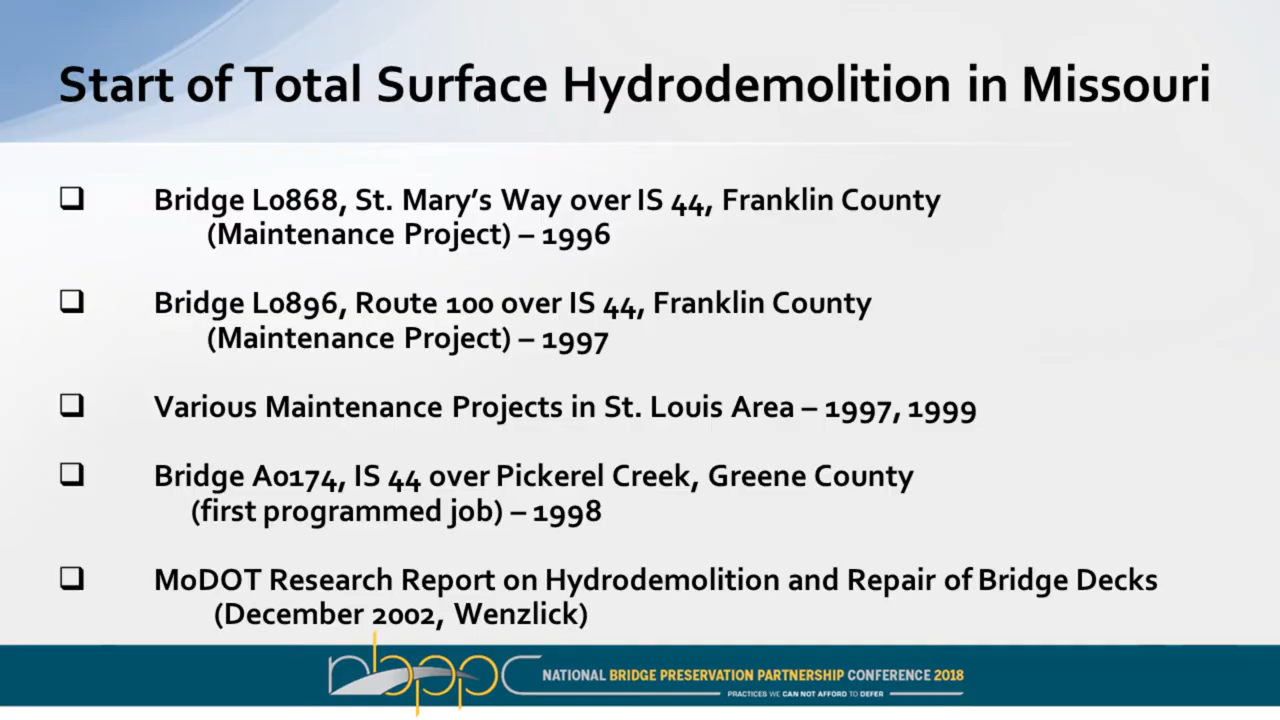 Start of Total Surface Hydrodemolition in Missouri
Bridge L0868, St. Mary's Way over IS 44, Franklin County
(Maintenance Project) – 1996
Bridge L0896, Route 100 over IS 44, Franklin County
(Maintenance Project) – 1997
Various Maintenance Projects in St. Louis Area – 1997, 1999
Bridge A0174, IS 44 over Pickerel Creek, Greene County
(first programmed job) – 1998
MoDOT Research Report on Hydrodemolition and Repair of Bridge Decks
(December 2002, Wenzlick)
nbppc
NATIONAL BRIDGE PRESERVATION PARTNERSHIP CONFERENCE 2018
PRACTICES WE CAN NOT AFFORD TO DEFER